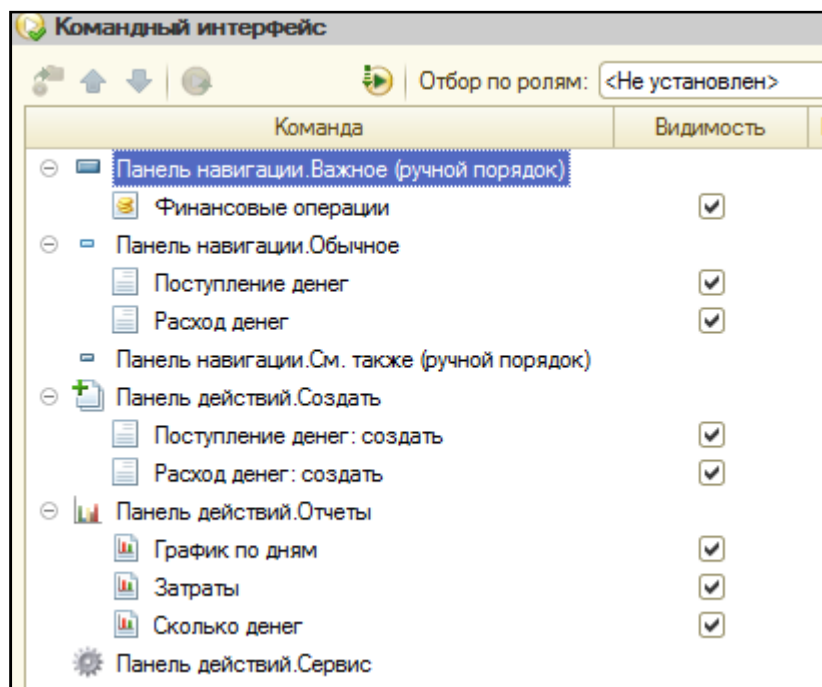 Командный интерфейс
Отбор по ролям: <Не установлен>
Команда Видимость
Панель навигации.Важное (ручной порядок)
Финансовые операции
Панель навигации.Обычное
Поступление денег
Расход денег
Панель навигации.См. также (ручной порядок)
Панель действий.Создать
Поступление денег: создать
Расход денег: создать
Панель действий.Отчеты
График по дням
Затраты
Сколько денег
Панель действий.Сервис